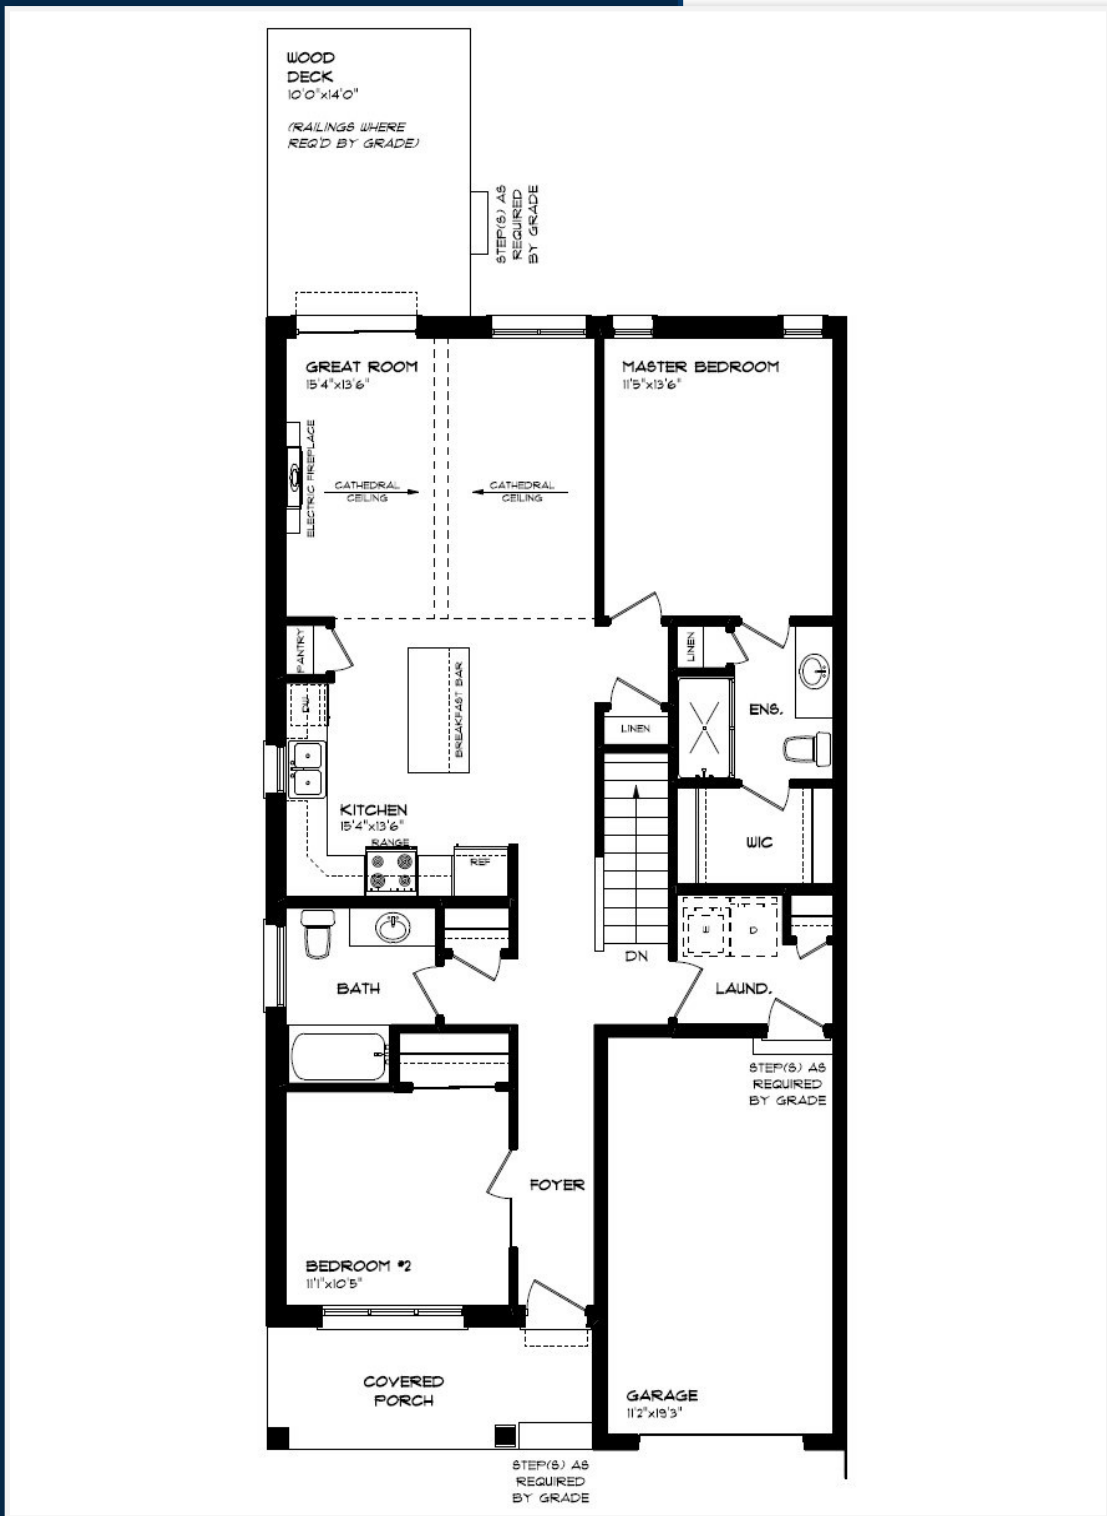 WOOD
DECK
10'0"x14'0"
(RAILINGS WHERE
REQ'D BY GRADE)
STEP(S) AS
REQUIRED
BY GRADE
GREAT ROOM
15'4"x13'6"
MASTER BEDROOM
11'5"x13'6"
ELECTRIC FIREPLACE
CATHEDRAL
CEILING
CATHEDRAL
CEILING
PANTRY
LINEN
BREAKFAST BAR
DW
ENS.
LINEN
KITCHEN
15'4"x13'6"
RANGE
REF
WIC
DN
D
BATH
LAUND.
STEP(S) AS
REQUIRED
BY GRADE
FOYER
BEDROOM #2
11'1"x10'5"
COVERED
PORCH
GARAGE
11'2"x19'3"
STEP(S) AS
REQUIRED
BY GRADE